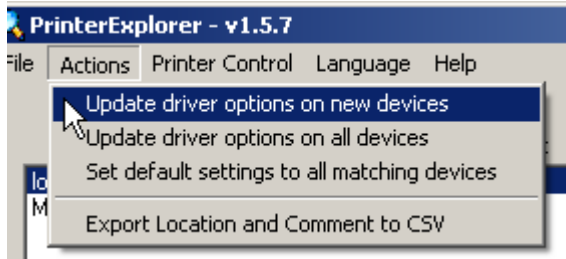 PrinterExplorer - v1.5.7
File Actions Printer Control Language Help
Update driver options on new devices
Update driver options on all devices
Set default settings to all matching devices
Export Location and Comment to CSV